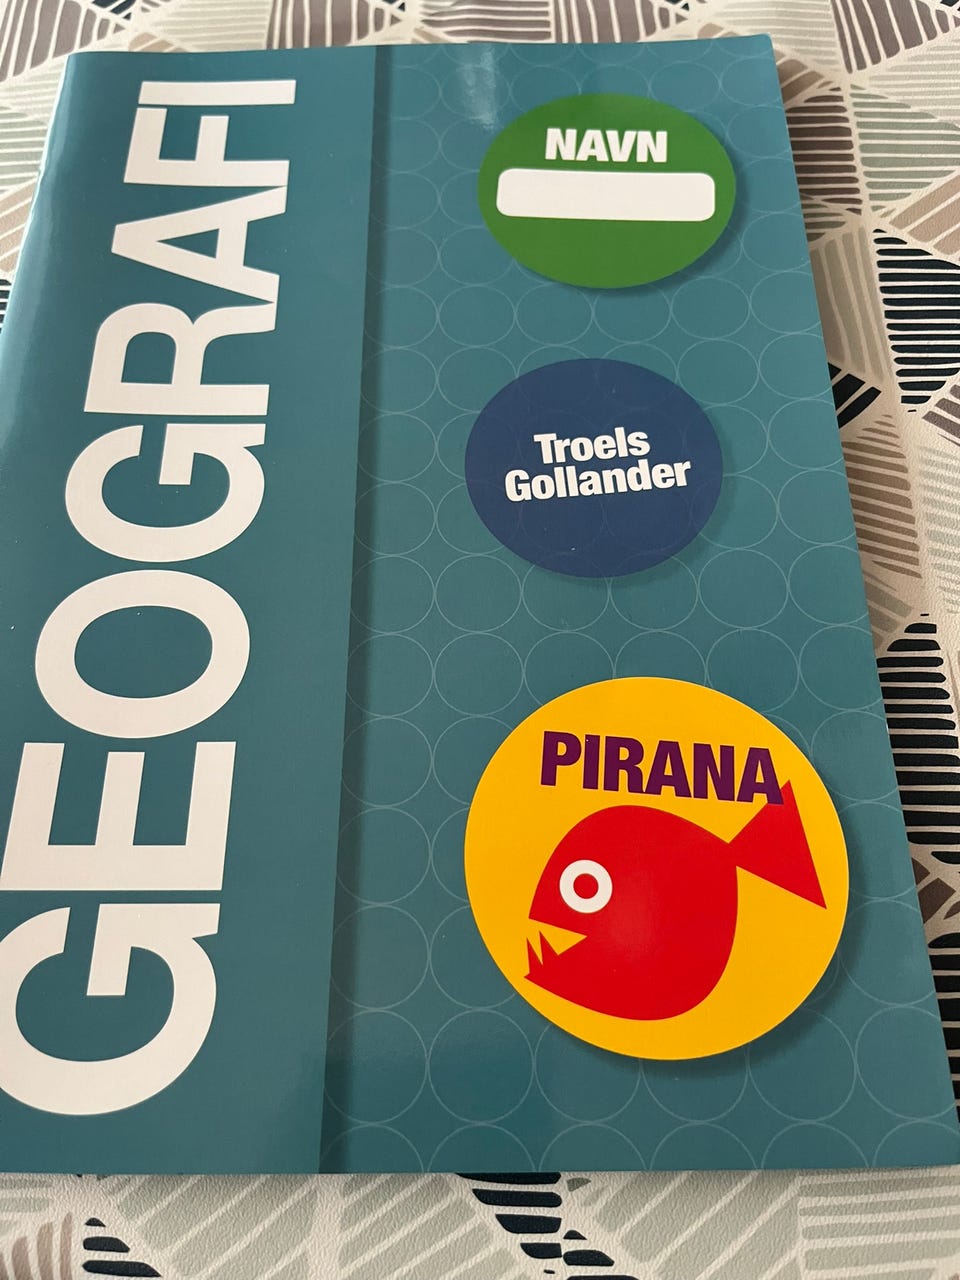 GEOGRAFI
NAVN
Troels
Gollander
PIRANA